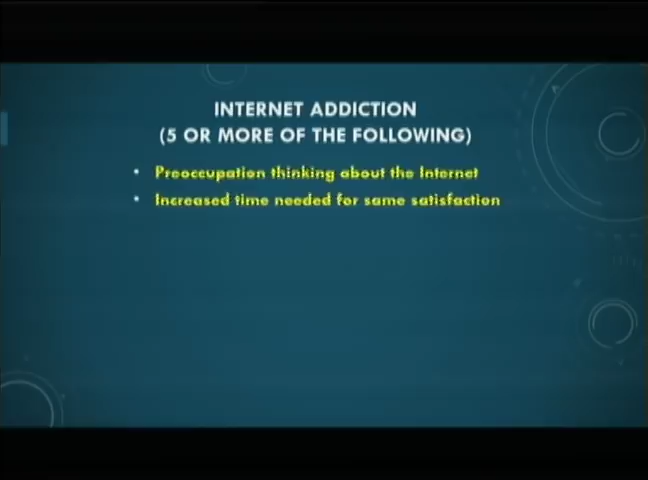 INTERNET ADDICTION
(5 OR MORE OF THE FOLLOWING)
• Preoccupation thinking about the Internet
• Increased time needed for same satisfaction